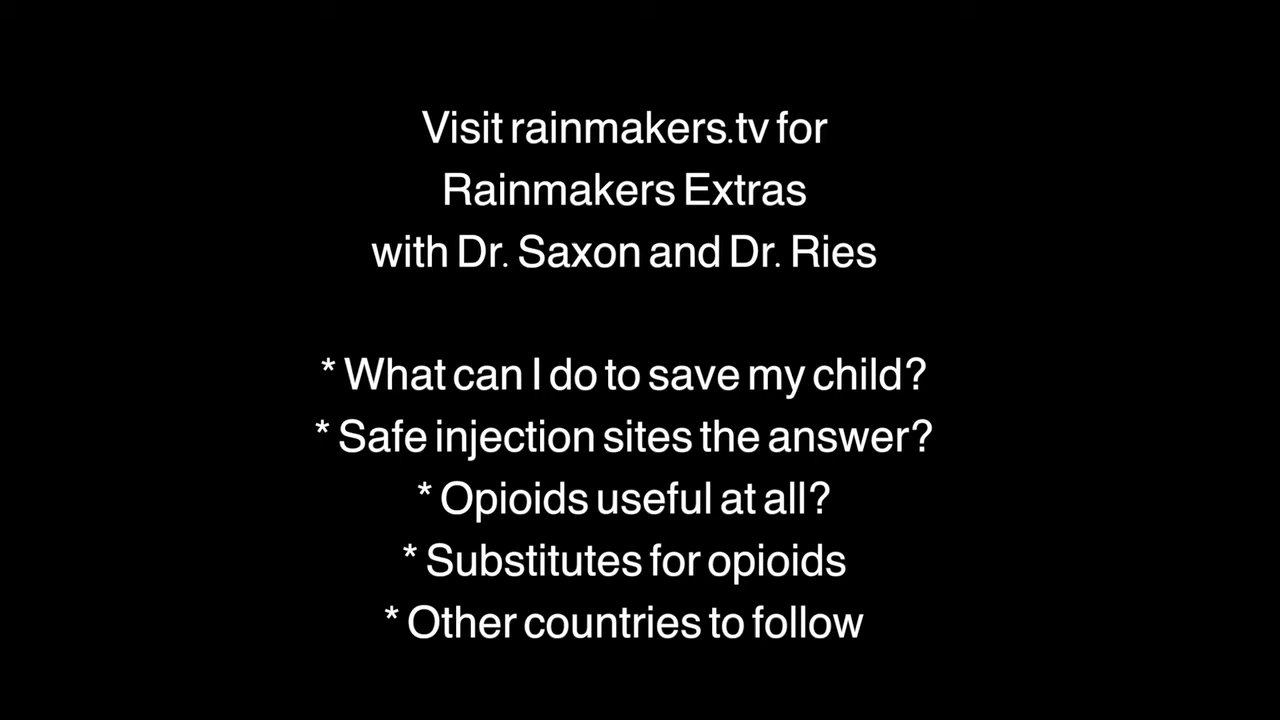 Visit rainmakers.tv for
Rainmakers Extras
with Dr. Saxon and Dr. Ries
* What can I do to save my child?
* Safe injection sites the answer?
* Opioids useful at all?
* Substitutes for opioids
* Other countries to follow